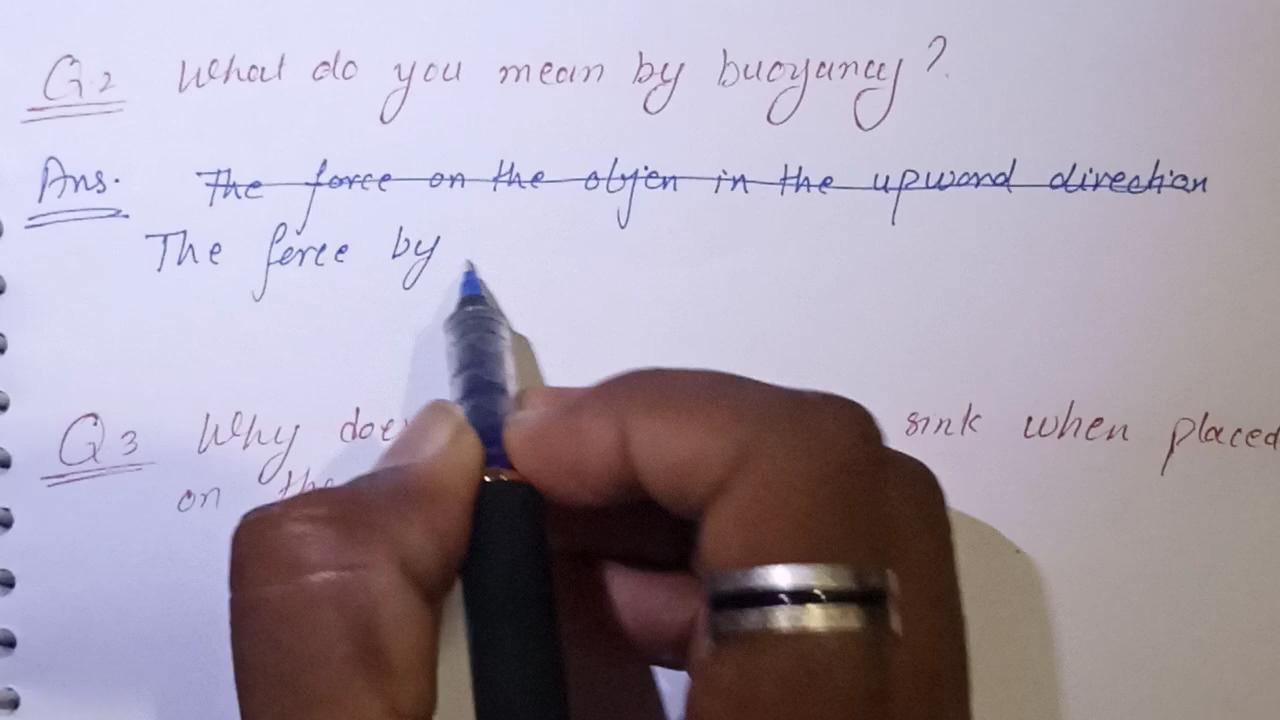 Q.2 What do you mean by buoyancy?
Ans. The force on the objen in the upward direction
The force by
Q3 Why doe sink when placed
on the